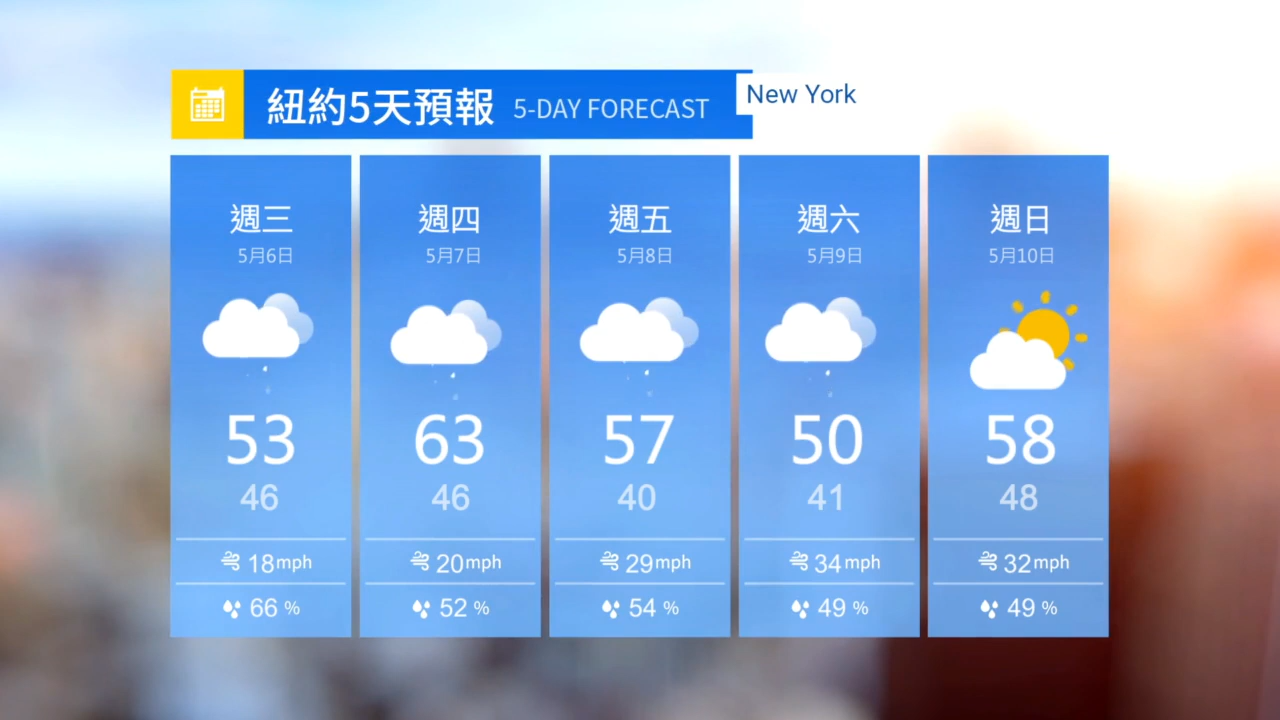 紐約5天預報 5-DAY FORECAST New York
週三 週四 週五 週六 週日
5月6日 5月7日 5月8日 5月9日 5月10日
53 63 57 50 58
46 46 40 41 48
18mph 20mph 29mph 34mph 32mph
66 % 52 % 54 % 49 % 49 %